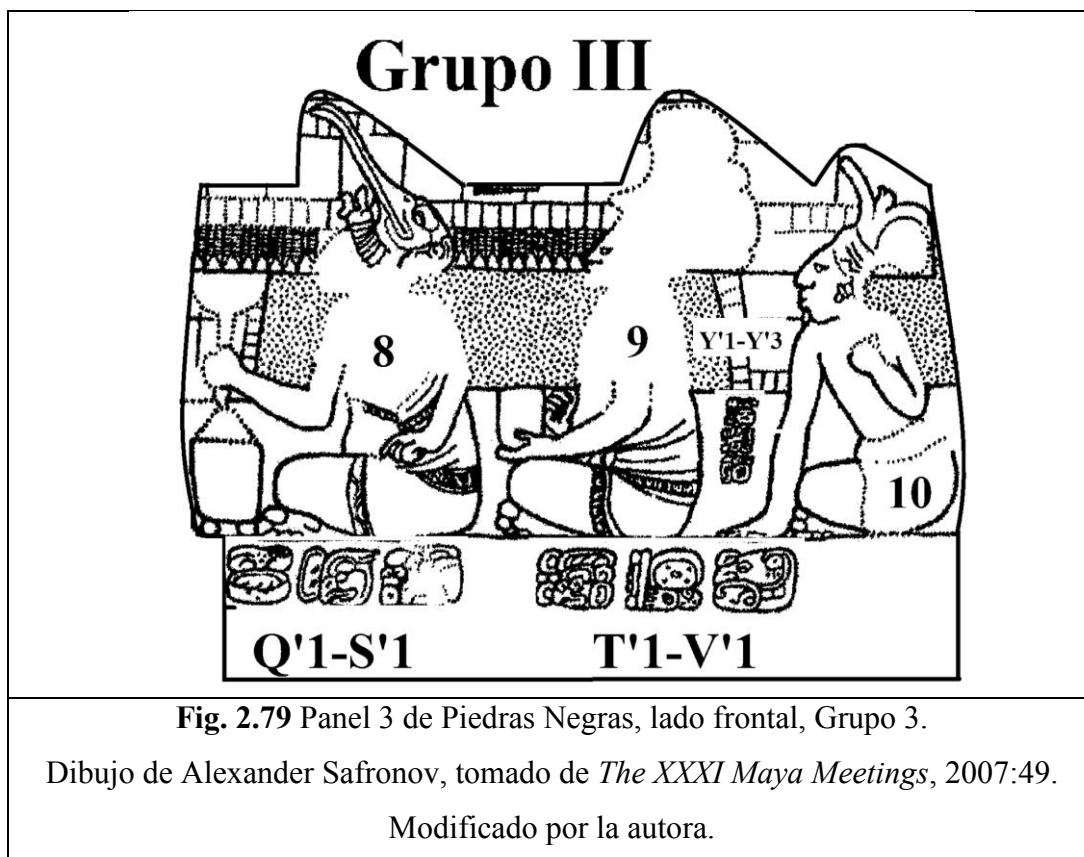 Grupo III
8
9
Y'1-Y'3
10
Q'1-S'1
T'1-V'1
Fig. 2.79 Panel 3 de Piedras Negras, lado frontal, Grupo 3.
Dibujo de Alexander Safronov, tomado de The XXXI Maya Meetings, 2007:49.
Modificado por la autora.